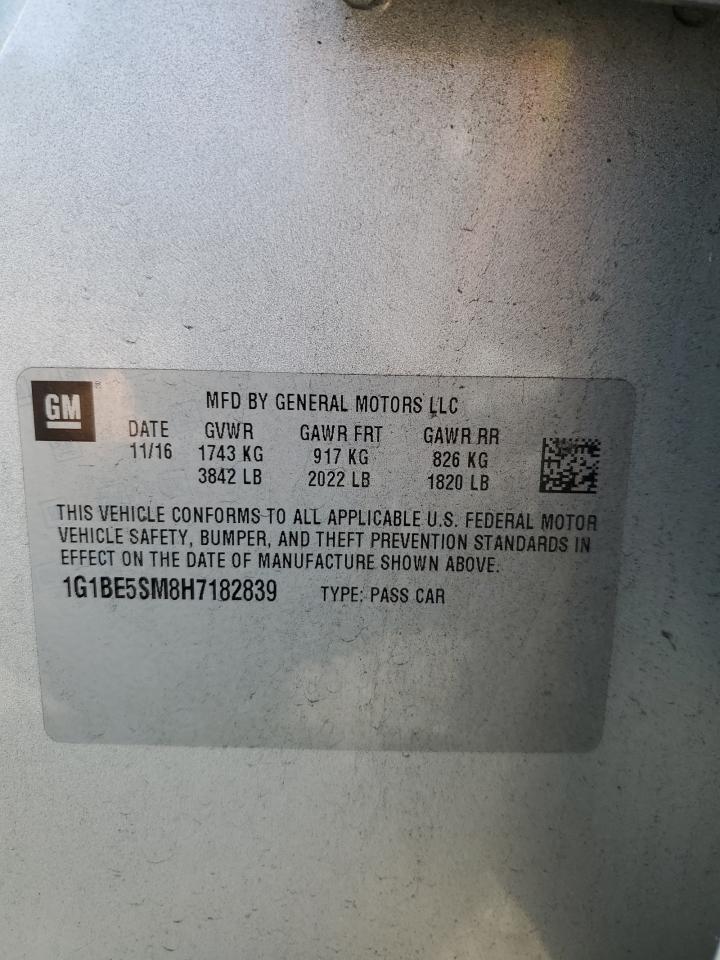 GM
MFD BY GENERAL MOTORS LLC
DATE GVWR GAWR FRT GAWR RR
11/16 1743 KG 917 KG 826 KG
3842 LB 2022 LB 1820 LB
THIS VEHICLE CONFORMS TO ALL APPLICABLE U.S. FEDERAL MOTOR
VEHICLE SAFETY, BUMPER, AND THEFT PREVENTION STANDARDS IN
EFFECT ON THE DATE OF MANUFACTURE SHOWN ABOVE.
1G1BE5SM8H7182839 TYPE: PASS CAR